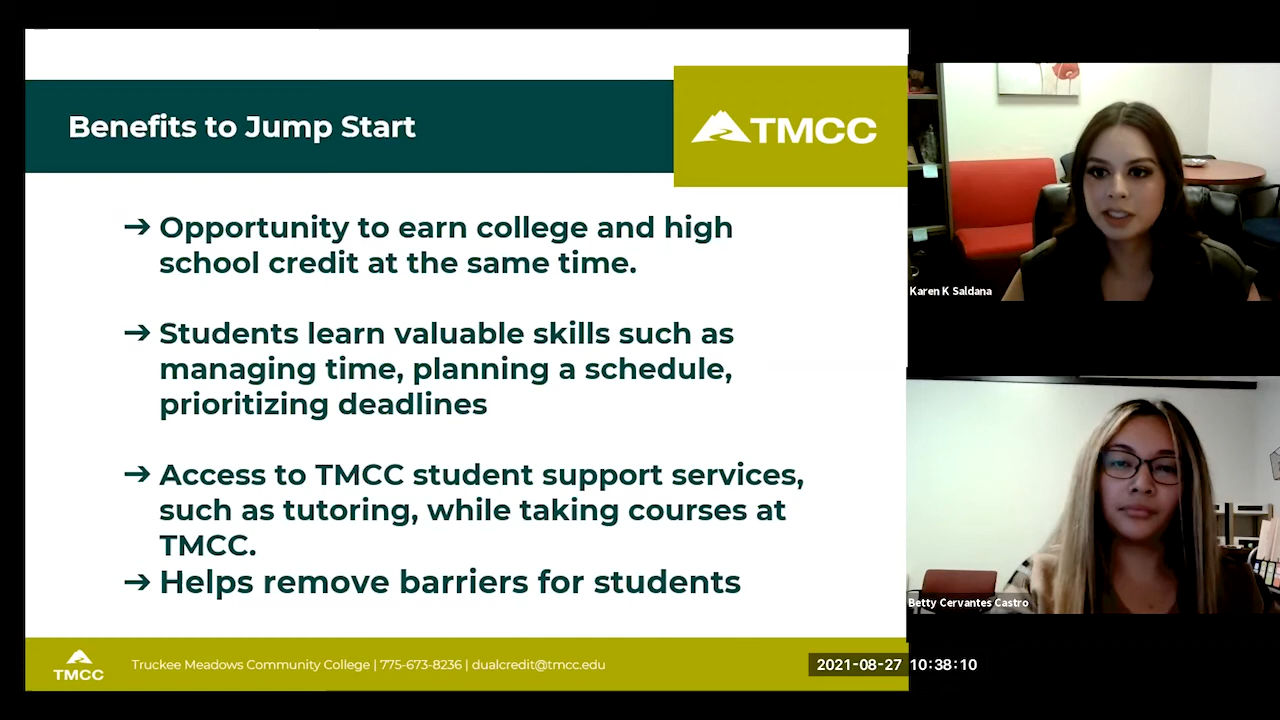 Benefits to Jump Start
TMCC
➔ Opportunity to earn college and high
school credit at the same time.
➔ Students learn valuable skills such as
managing time, planning a schedule,
prioritizing deadlines
➔ Access to TMCC student support services,
such as tutoring, while taking courses at
TMCC.
➔ Helps remove barriers for students
TMCC
Truckee Meadows Community College | 775-673-8236 | dualcredit@tmcc.edu
2021-08-27 10:38:10
Karen K Saldana
Betty Cervantes Castro